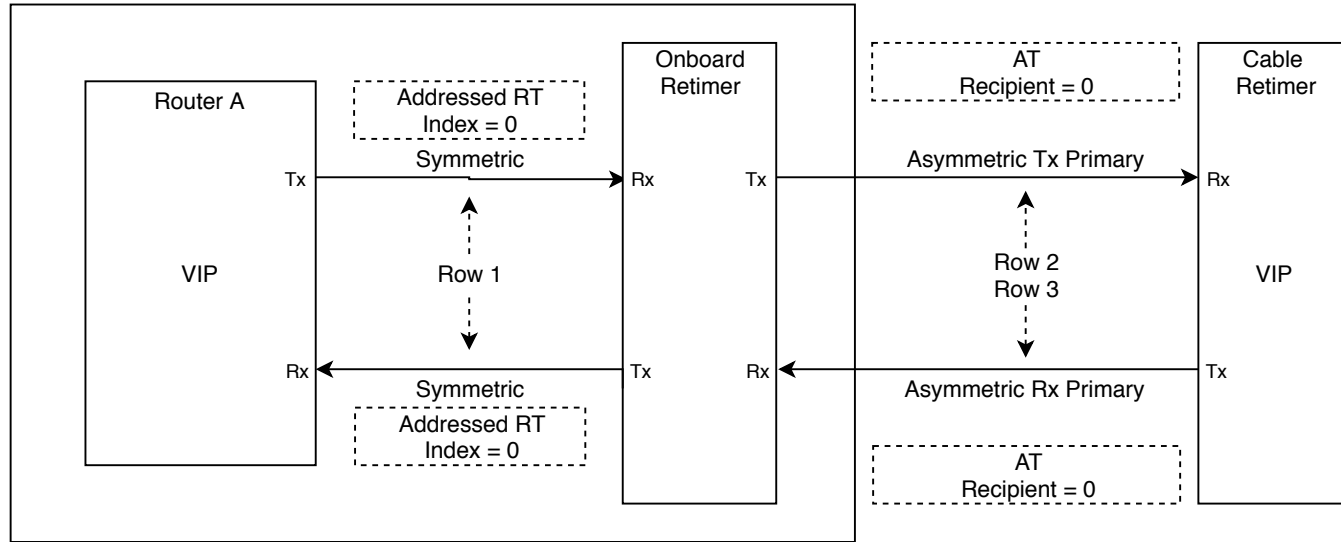 Router A
VIP
Tx
Rx
Addressed RT
Index = 0
Symmetric
Row 1
Symmetric
Addressed RT
Index = 0
Onboard
Retimer
Rx
Tx
Tx
Rx
AT
Recipient = 0
Asymmetric Tx Primary
Row 2
Row 3
Asymmetric Rx Primary
AT
Recipient = 0
Cable
Retimer
Rx
VIP
Tx